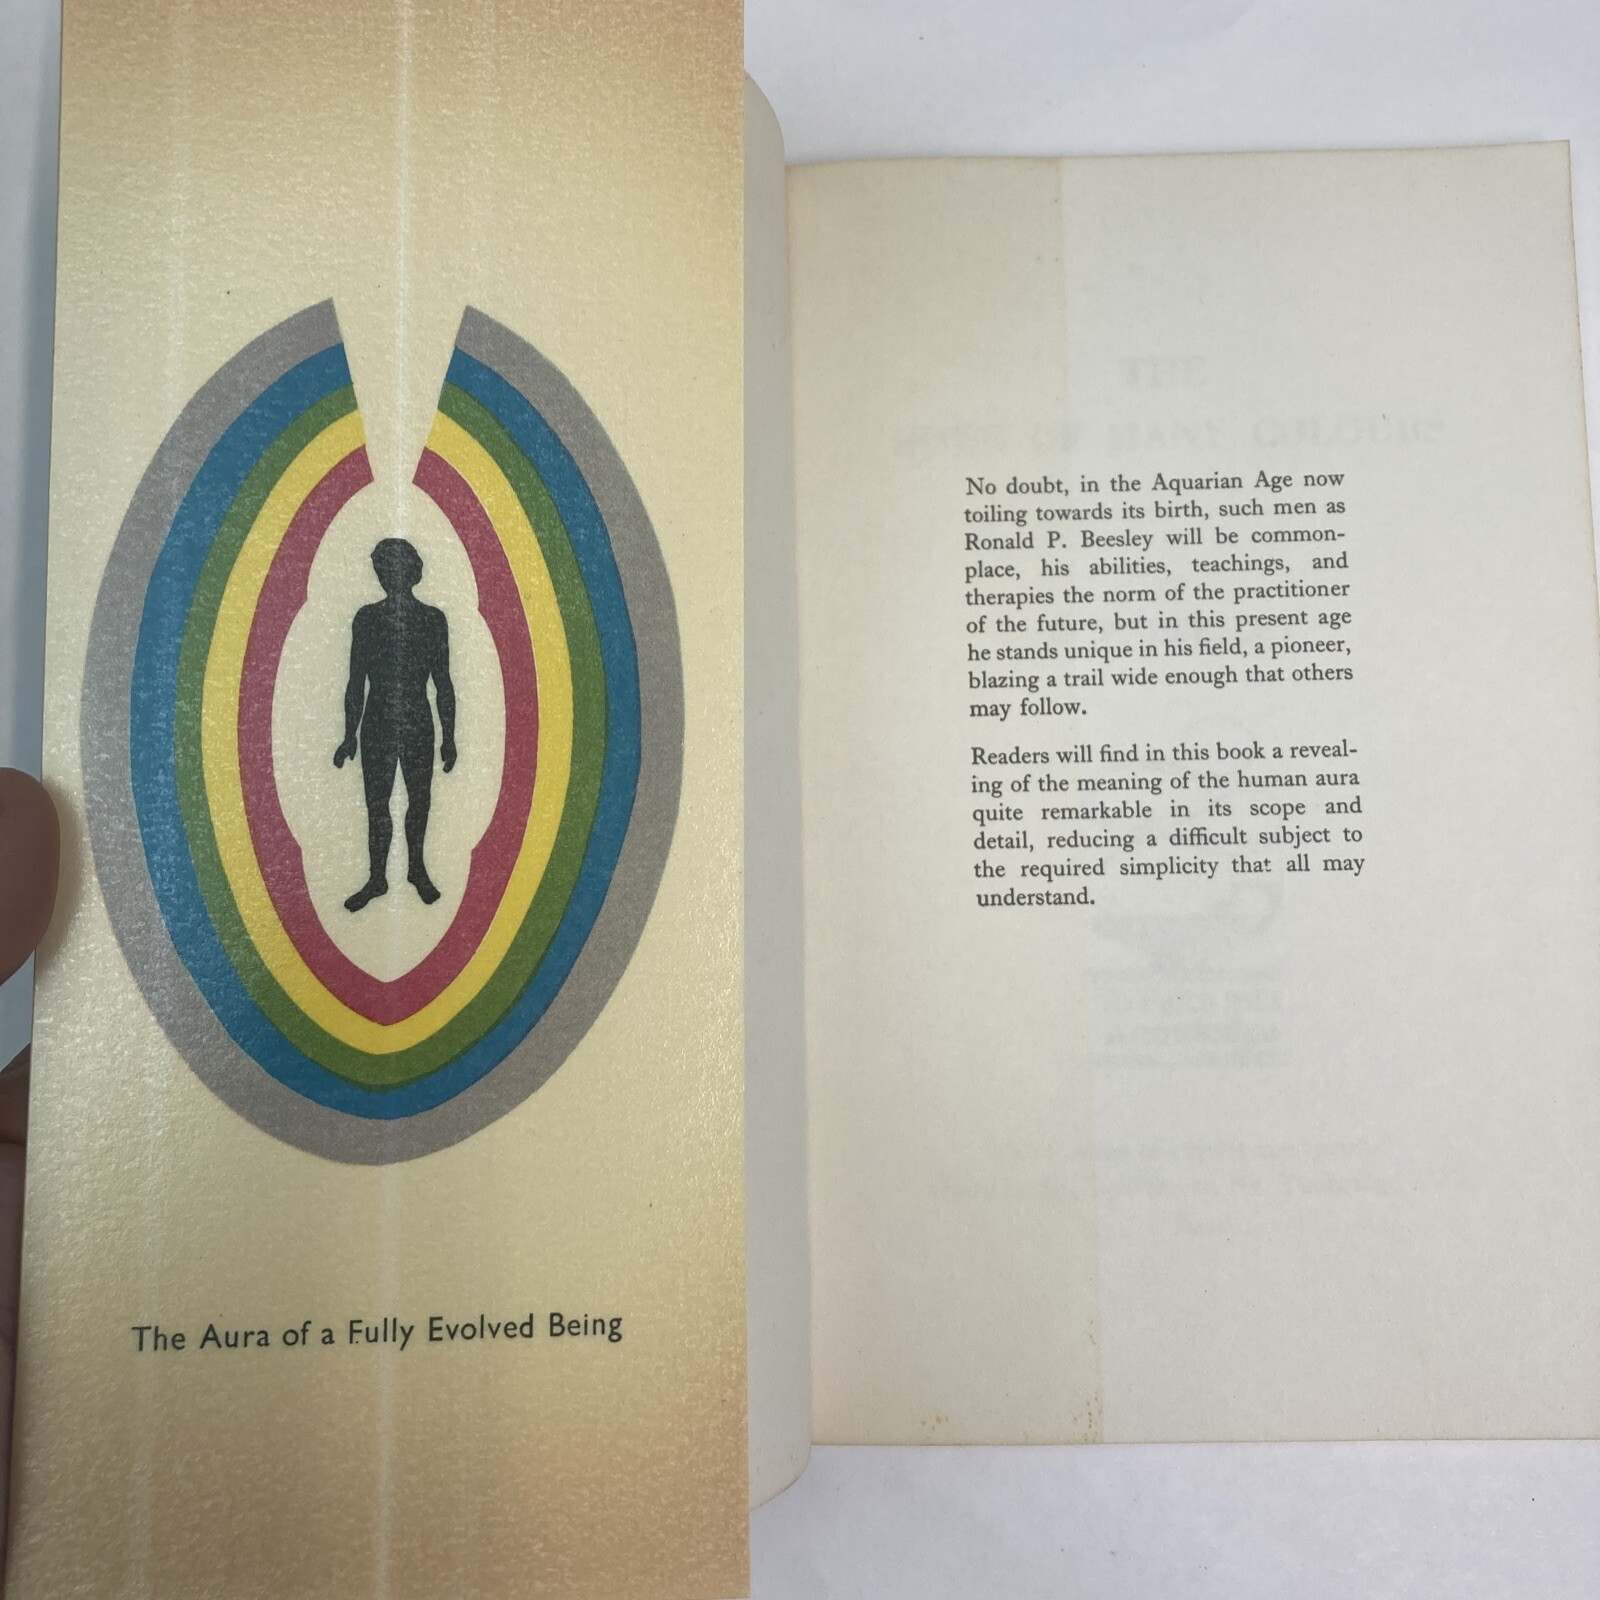 The Aura of a Fully Evolved Being
THE
OF MANY COLOURS
No doubt, in the Aquarian Age now
toiling towards its birth, such men as
Ronald P. Beesley will be common-
place, his abilities, teachings, and
therapies the norm of the practitioner
of the future, but in this present age
he stands unique in his field, a pioneer,
blazing a trail wide enough that others
may follow.
Readers will find in this book a reveal-
ing of the meaning of the human aura
quite remarkable in its scope and
detail, reducing a difficult subject to
the required simplicity that all may
understand.